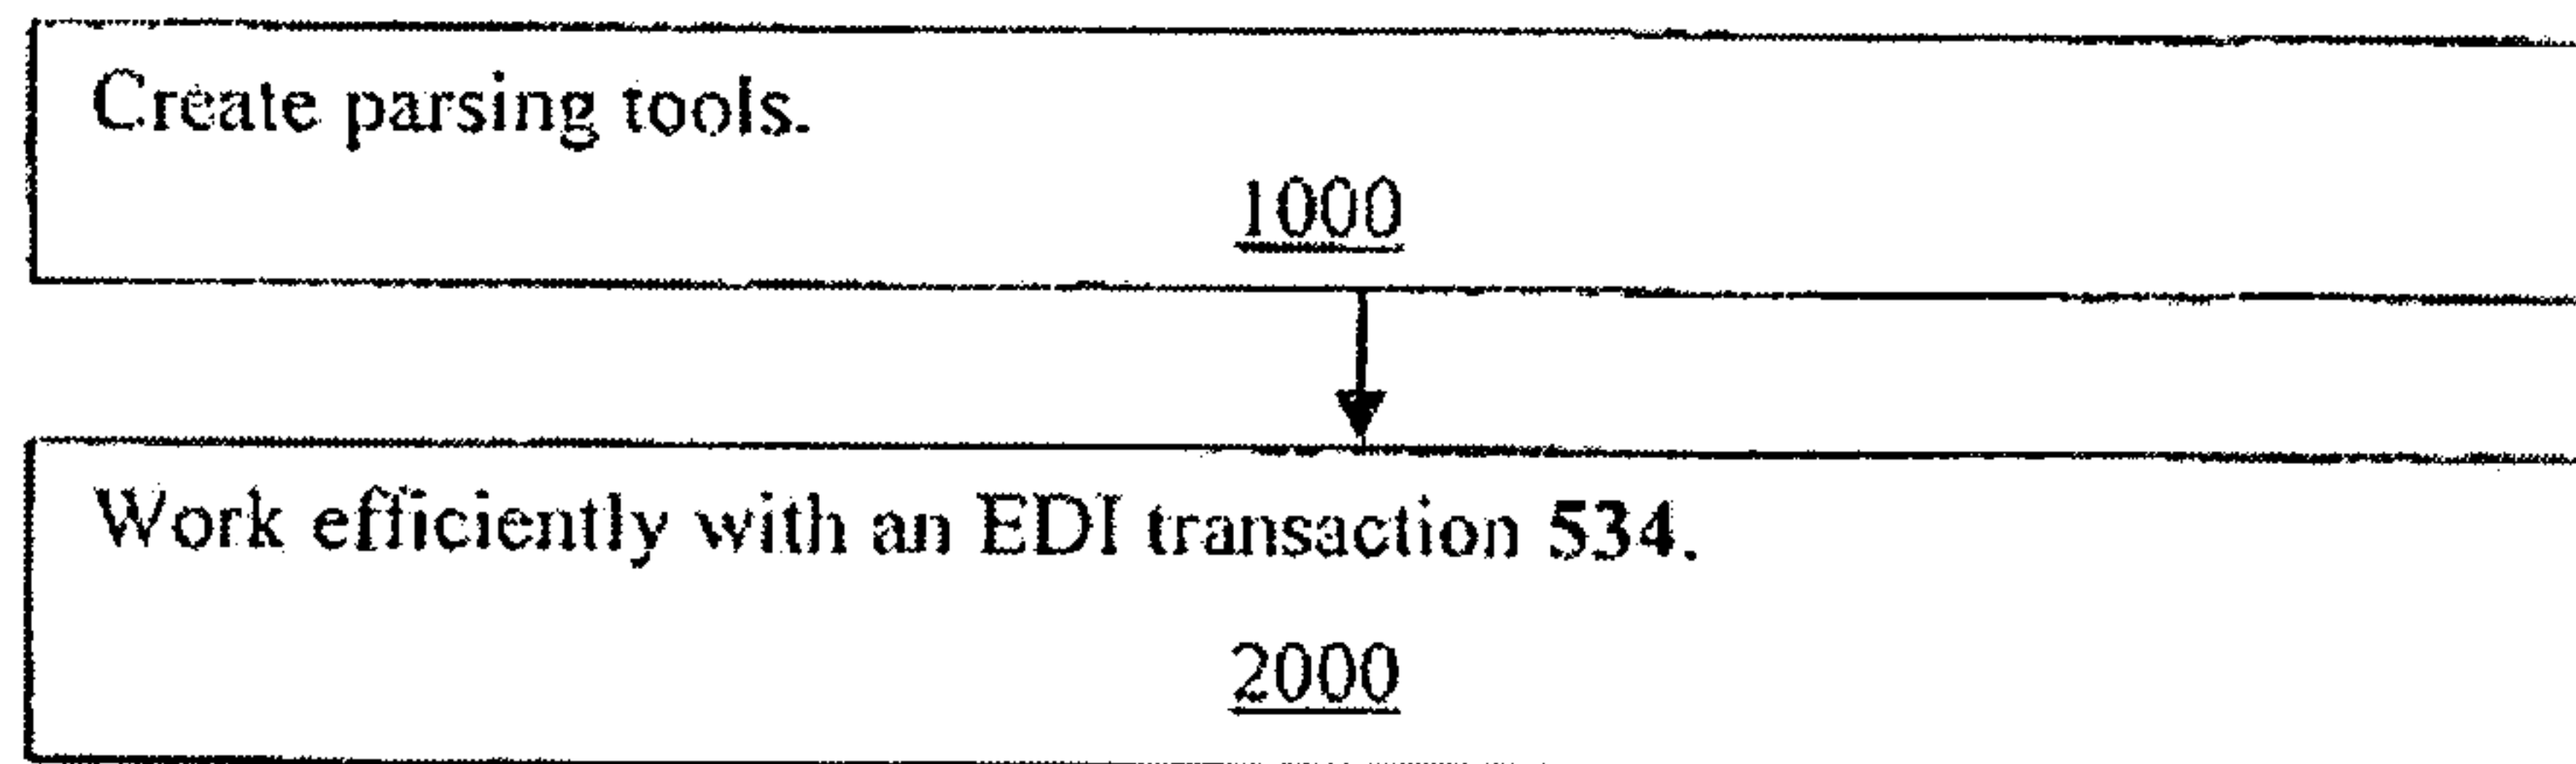 Create parsing tools.
1000
Work efficiently with an EDI transaction 534.
2000